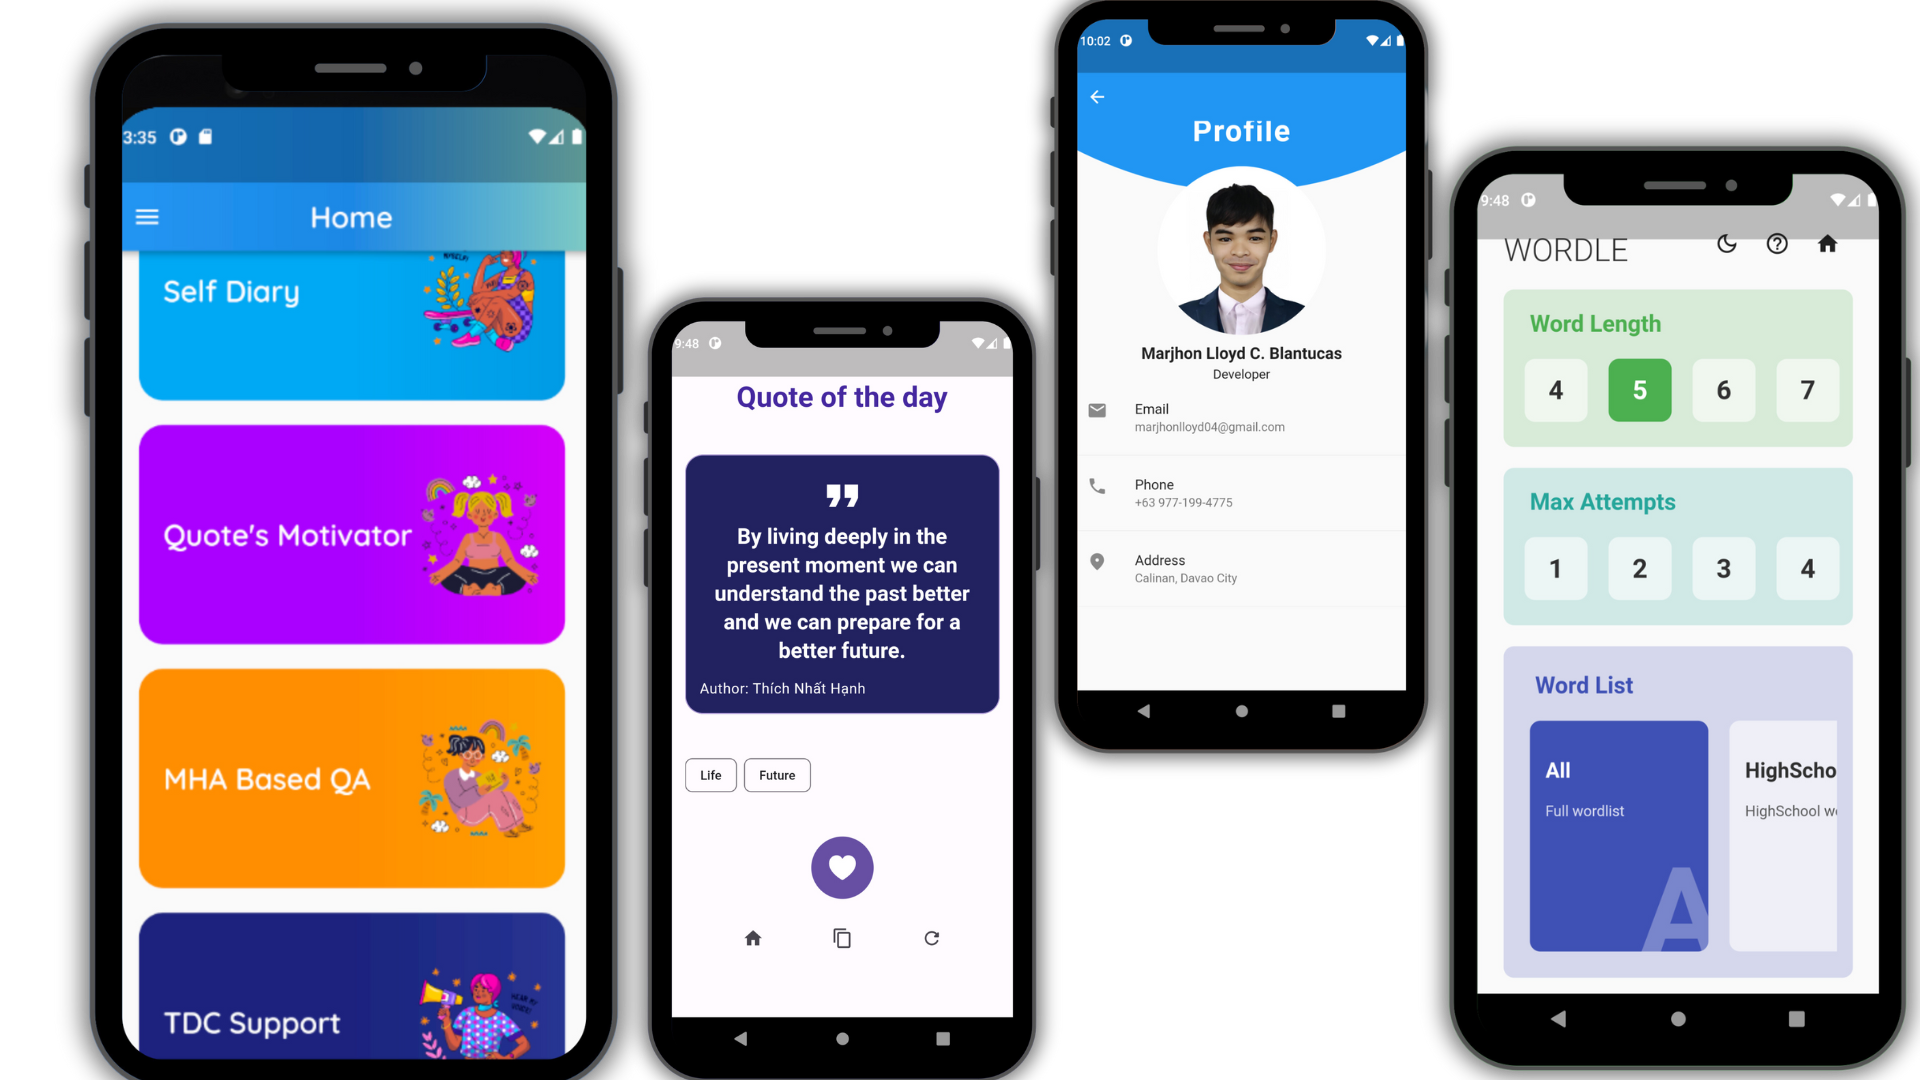 3:35
Home
Self Diary
Quote's Motivator
MHA Based QA
TDC Support
9:48
Quote of the day
By living deeply in the
present moment we can
understand the past better
and we can prepare for a
better future.
Author: Thích Nhất Hạnh
Life
Future
10:02
Profile
Marjhon Lloyd C. Blantucas
Developer
Email
marjhonlloyd04@gmail.com
Phone
+63 977-199-4775
Address
Calinan, Davao City
9:48
WORDLE
Word Length
4 5 6 7
Max Attempts
1 2 3 4
Word List
All
Full wordlist
A
HighScho
HighSchool w